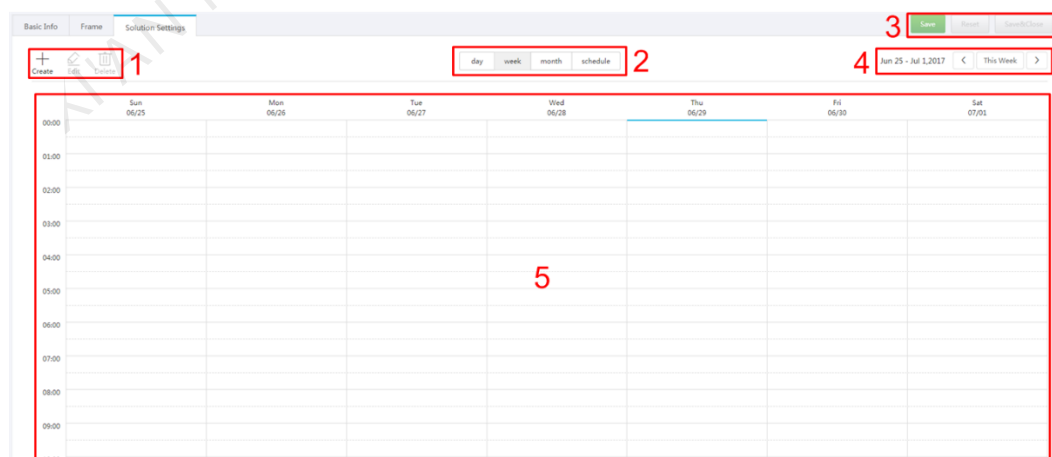 Basic Info Frame Solution Settings
3 Save Reset Save&Close
Create Edit Delete 1 day week month schedule 2 4 Jun 25 - Jul 1,2017 < This Week >
Sun Mon Tue Wed Thu Fri Sat
06/25 06/26 06/27 06/28 06/29 06/30 07/01
00:00
01:00
02:00
03:00
04:00
5
05:00
06:00
07:00
08:00
09:00